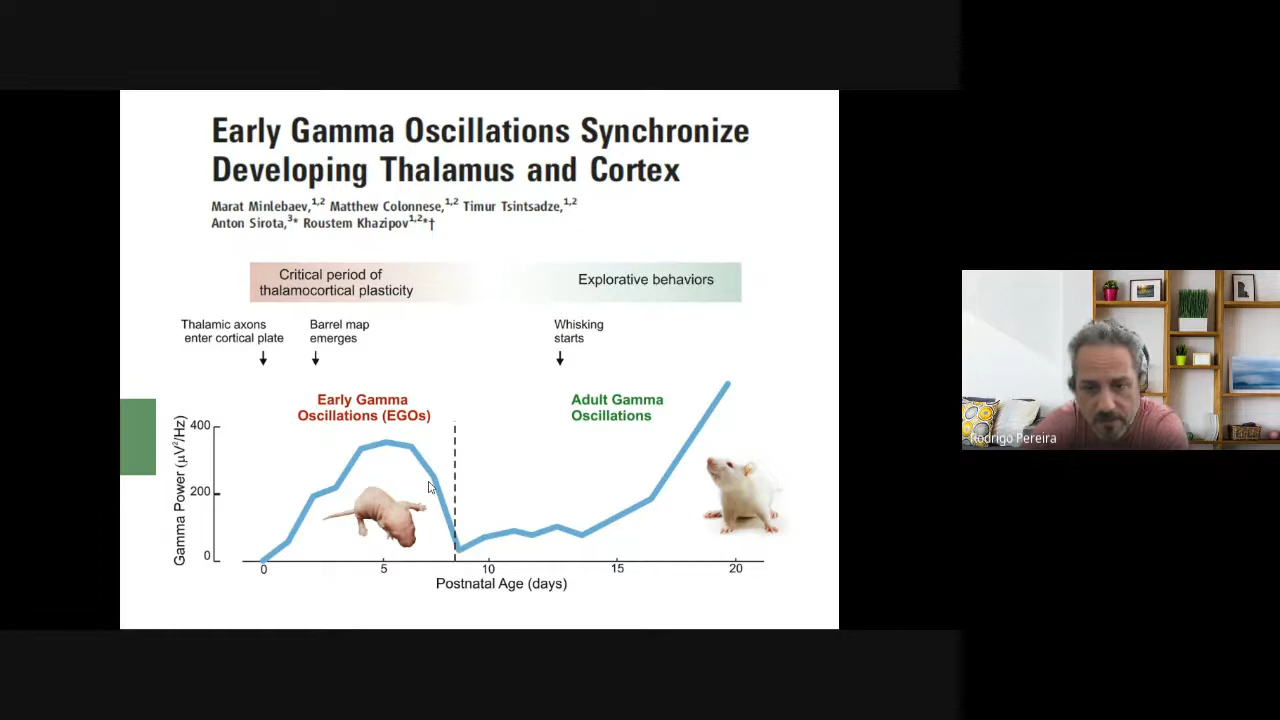 Early Gamma Oscillations Synchronize
Developing Thalamus and Cortex
Marat Minlebaev,1,2 Matthew Colonnese,1,2 Timur Tsintsadze,1,2
Anton Sirota,3* Roustem Khazipov1,2*†
Critical period of
thalamocortical plasticity
Explorative behaviors
Thalamic axons
enter cortical plate
Barrel map
emerges
Whisking
starts
Early Gamma
Oscillations (EGOs)
Adult Gamma
Oscillations
Gamma Power (µV2/Hz)
400
200
0
0 5 10 15 20
Postnatal Age (days)
Rodrigo Pereira